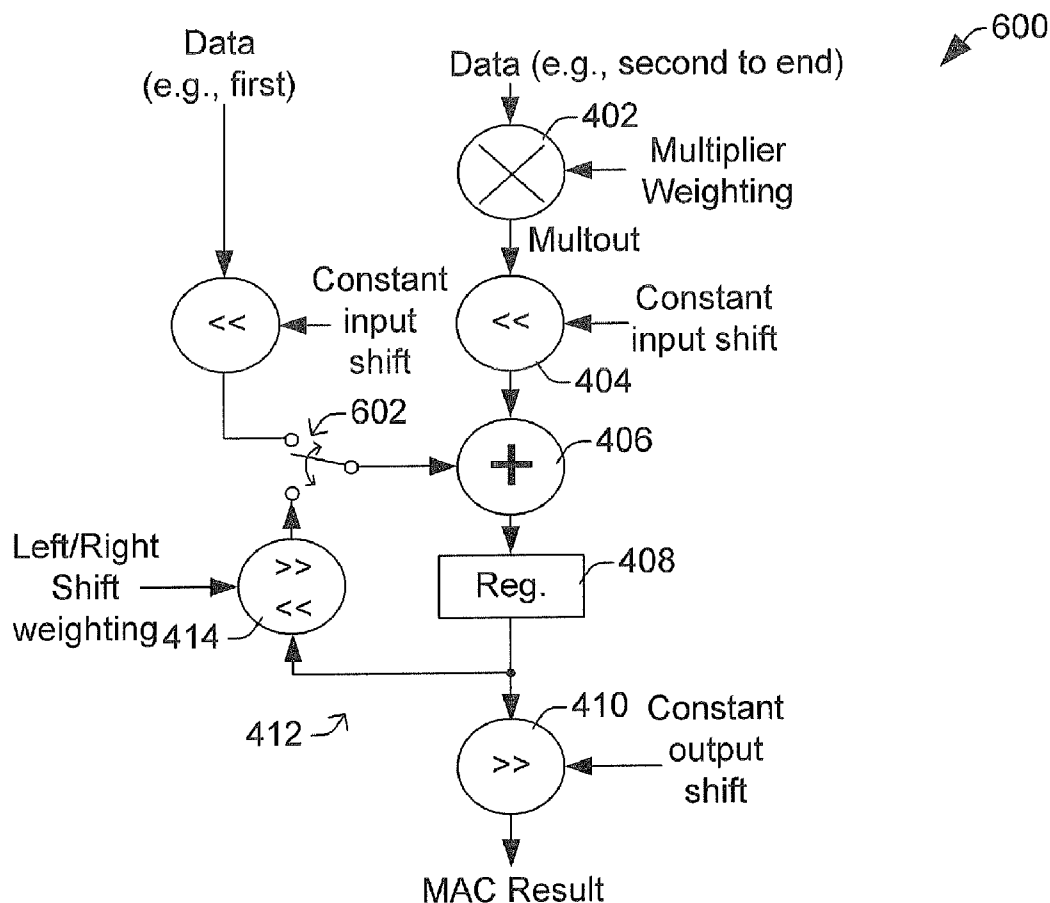 600
Data
(e.g., first)
Data (e.g., second to end)
402
Multiplier
Weighting
Multout
Constant
input
shift
<<
<<
Constant
input shift
404
602
406
+
Left/Right
Shift
weighting
>>
<<
414
Reg.
408
412
410
>>
Constant
output
shift
MAC Result